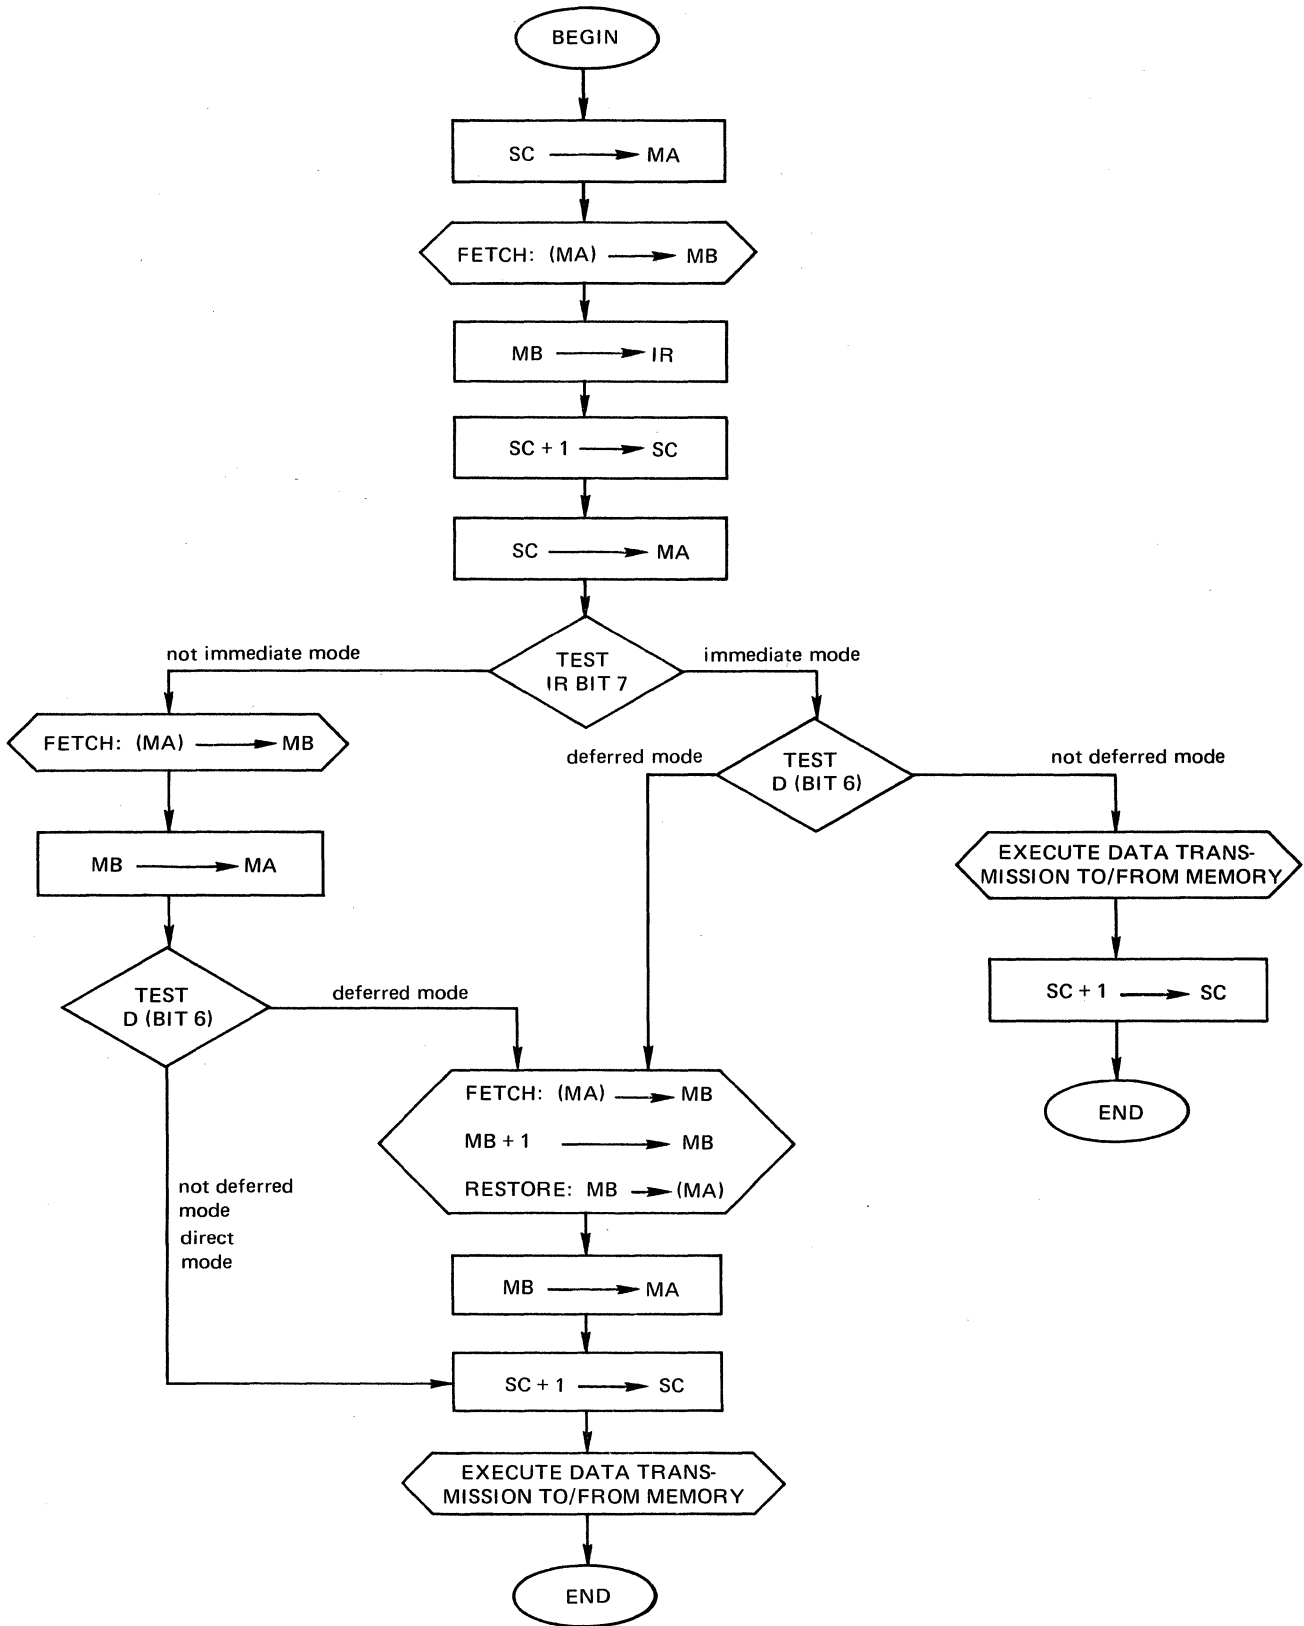 BEGIN
SC → MA
FETCH: (MA) → MB
MB → IR
SC + 1 → SC
SC → MA
TEST
IR BIT 7
not immediate mode
immediate mode
FETCH: (MA) → MB
MB → MA
TEST
D (BIT 6)
deferred mode
not deferred
mode
direct
mode
TEST
D (BIT 6)
deferred mode
not deferred mode
EXECUTE DATA TRANS-
MISSION TO/FROM MEMORY
SC + 1 → SC
END
FETCH: (MA) → MB
MB + 1 → MB
RESTORE: MB → (MA)
MB → MA
SC + 1 → SC
EXECUTE DATA TRANS-
MISSION TO/FROM MEMORY
END